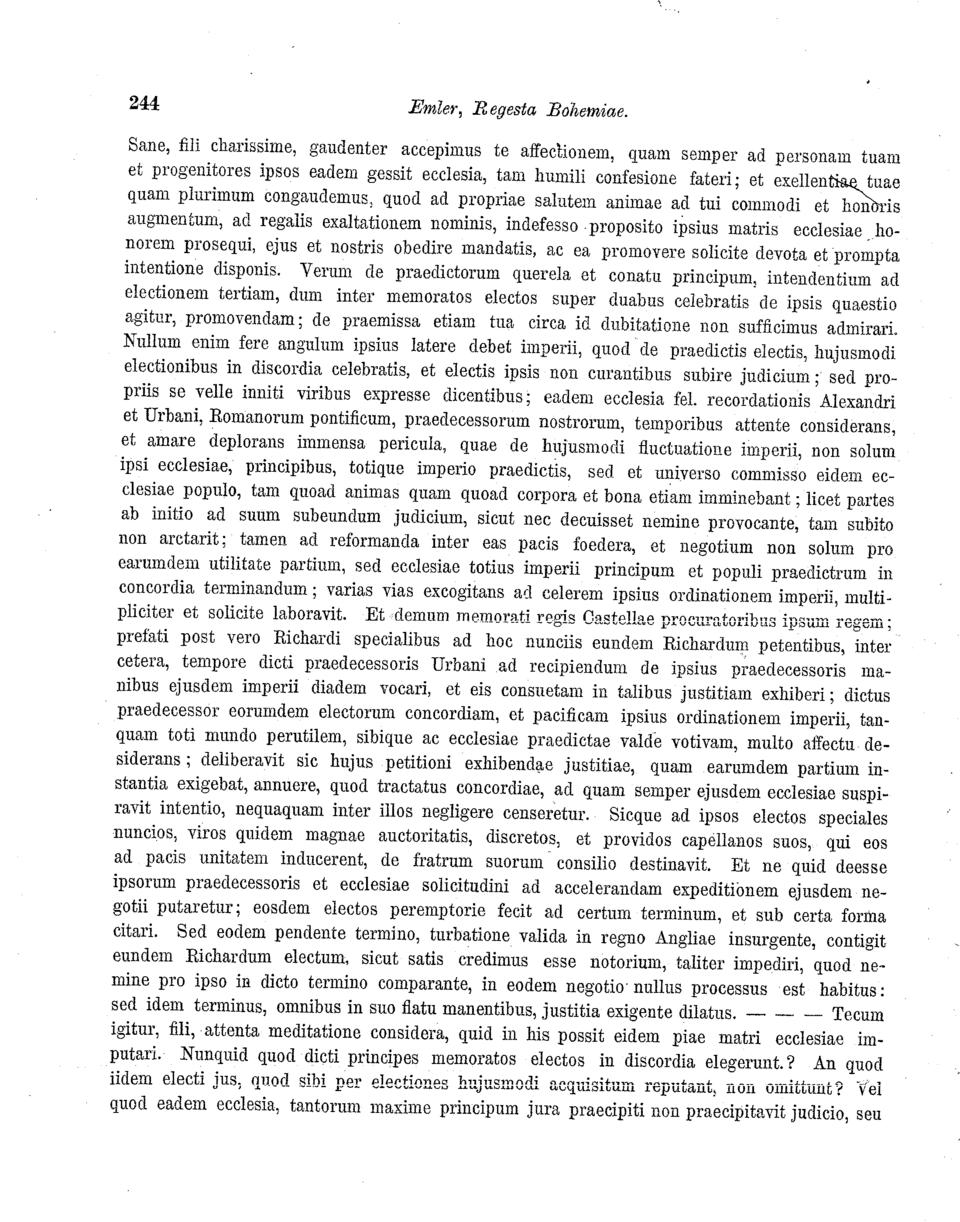 244
Emler, Regesta Bohemiae.
Sane, fili charissime, gaudenter accepimus te affectionem, quam semper ad personam tuam
et progenitores ipsos eadem gessit ecclesia, tam humili confesione fateri; et exellentiae tuae
quam plurimum congaudemus, quod ad propriae salutem animae ad tui commodi et honoris
augmentum, ad regalis exaltationem nominis, indefesso proposito ipsius matris ecclesiae ho-
norem prosequi, ejus et nostris obedire mandatis, ac ea promovere solicite devota et prompta
intentione disponis. Verum de praedictorum querela et conatu principum, intendentium ad
electionem tertiam, dum inter memoratos electos super duabus celebratis de ipsis quaestio
agitur, promovendam; de praemissa etiam tua circa id dubitatione non sufficimus admirari.
Nullum enim fere angulum ipsius latere debet imperii, quod de praedictis electis, hujusmodi
electionibus in discordia celebratis, et electis ipsis non curantibus subire judicium; sed pro-
priis se velle inniti viribus expresse dicentibus; eadem ecclesia fel. recordationis Alexandri
et Urbani, Romanorum pontificum, praedecessorum nostrorum, temporibus attente considerans,
et amare deplorans immensa pericula, quae de hujusmodi fluctuatione imperii, non solum
ipsi ecclesiae, principibus, totique imperio praedictis, sed et universo commisso eidem ec-
clesiae populo, tam quoad animas quam quoad corpora et bona etiam imminebant; licet partes
ab initio ad suum subeundum judicium, sicut nec decuisset nemine provocante, tam subito
non arctarit; tamen ad reformanda inter eas pacis foedera, et negotium non solum pro
earumdem utilitate partium, sed ecclesiae totius imperii principum et populi praedictrum in
concordia terminandum; varias vias excogitans ad celerem ipsius ordinationem imperii, multi-
pliciter et solicite laboravit. Et demum memorati regis Castellae procuratoribus ipsum regem;
prefati post vero Richardi specialibus ad hoc nunciis eundem Richardum petentibus, inter
cetera, tempore dicti praedecessoris Urbani ad recipiendum de ipsius praedecessoris ma-
nibus ejusdem imperii diadem vocari, et eis consuetam in talibus justitiam exhiberi; dictus
praedecessor eorumdem electorum concordiam, et pacificam ipsius ordinationem imperii, tan-
quam toti mundo perutilem, sibique ac ecclesiae praedictae valde votivam, multo affectu de-
siderans; deliberavit sic hujus petitioni exhibendae justitiae, quam earumdem partium in-
stantia exigebat, annuere, quod tractatus concordiae, ad quam semper ejusdem ecclesiae suspi-
ravit intentio, nequaquam inter illos negligere censeretur. Sicque ad ipsos electos speciales
nuncios, viros quidem magnae auctoritatis, discretos, et providos capellanos suos, qui eos
ad pacis unitatem inducerent, de fratrum suorum consilio destinavit. Et ne quid deesse
ipsorum praedecessoris et ecclesiae solicitudini ad accelerandam expeditionem ejusdem ne-
gotii putaretur; eosdem electos peremptorie fecit ad certum terminum, et sub certa forma
citari. Sed eodem pendente termino, turbatione valida in regno Angliae insurgente, contigit
eundem Richardum electum, sicut satis credimus esse notorium, taliter impediri, quod ne-
mine pro ipso in dicto termino comparante, in eodem negotio nullus processus est habitus:
sed idem terminus, omnibus in suo flatu manentibus, justitia exigente dilatus. — — — Tecum
igitur, fili, attenta meditatione considera, quid in his possit eidem piae matri ecclesiae im-
putari. Nunquid quod dicti principes memoratos electos in discordia elegerunt.? An quod
iidem electi jus, quod sibi per electiones hujusmodi acquisitum reputant, non omittunt? Vel
quod eadem ecclesia, tantorum maxime principum jura praecipiti non praecipitavit judicio, seu